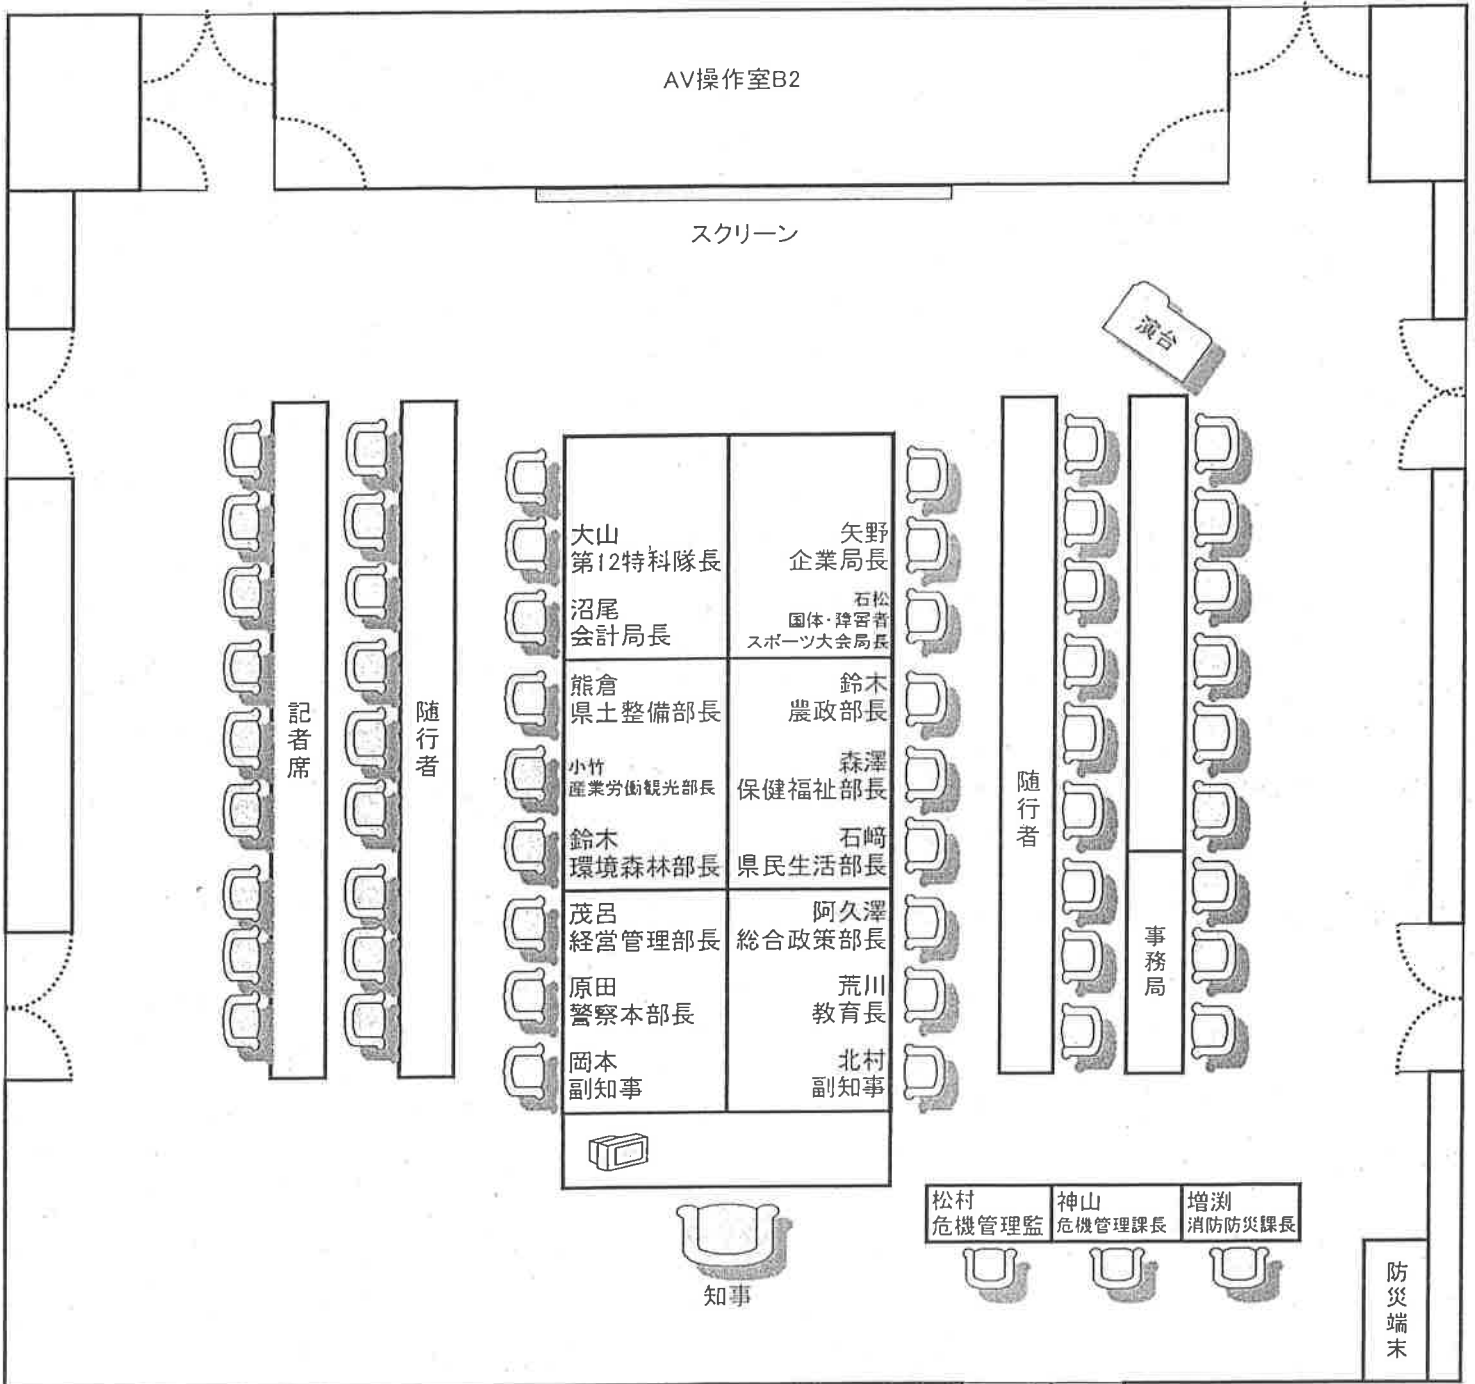 AV操作室B2
スクリーン
演台
記者席
随行者
大山
第12特科隊長
沼尾
会計局長
熊倉
県土整備部長
小竹
産業労働観光部長
鈴木
環境森林部長
茂呂
経営管理部長
原田
警察本部長
岡本
副知事
矢野
企業局長
石松
国体・障害者
スポーツ大会局長
鈴木
農政部長
森澤
保健福祉部長
石﨑
県民生活部長
阿久澤
総合政策部長
荒川
教育長
北村
副知事
随行者
事務局
知事
松村
危機管理監
神山
危機管理課長
増渕
消防防災課長
防災端末